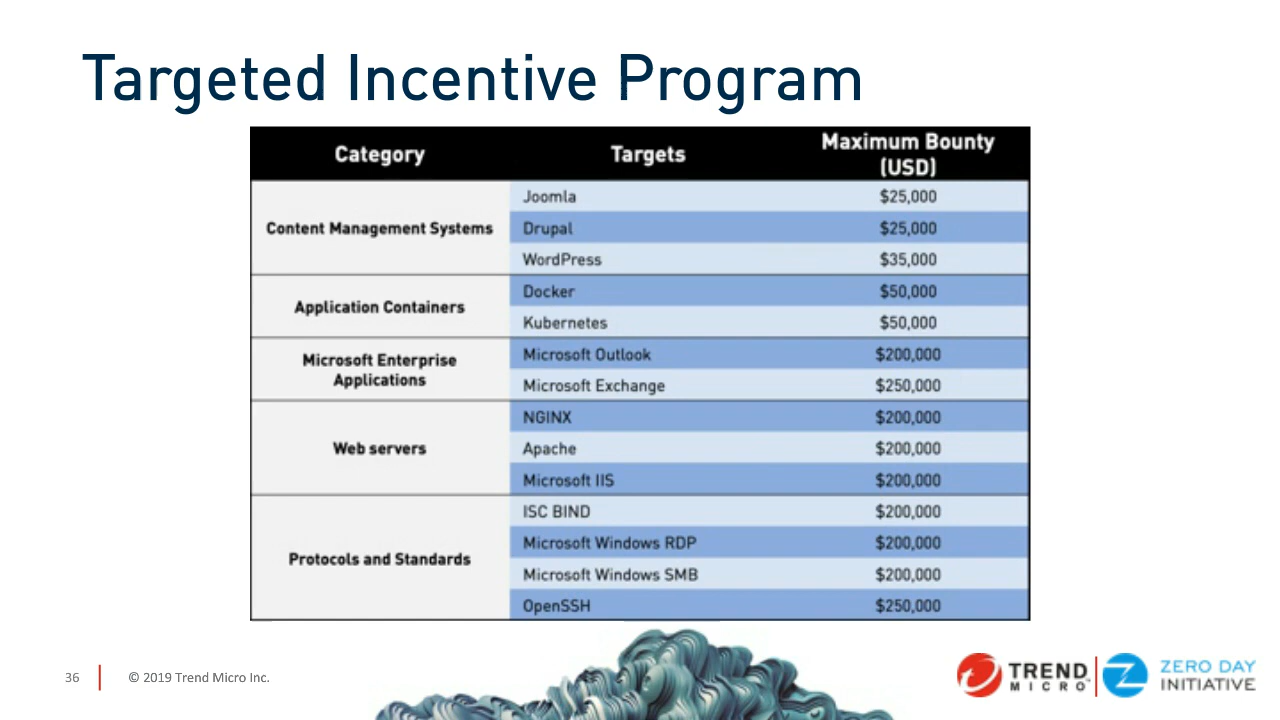 Targeted Incentive Program
Category Targets Maximum Bounty (USD)
Content Management Systems
Joomla $25,000
Drupal $25,000
WordPress $35,000
Application Containers
Docker $50,000
Kubernetes $50,000
Microsoft Enterprise
Applications
Microsoft Outlook $200,000
Microsoft Exchange $250,000
Web servers
NGINX $200,000
Apache $200,000
Microsoft IIS $200,000
Protocols and Standards
ISC BIND $200,000
Microsoft Windows RDP $200,000
Microsoft Windows SMB $200,000
OpenSSH $250,000
36 © 2019 Trend Micro Inc.
TREND
MICRO™
ZERO DAY
INITIATIVE